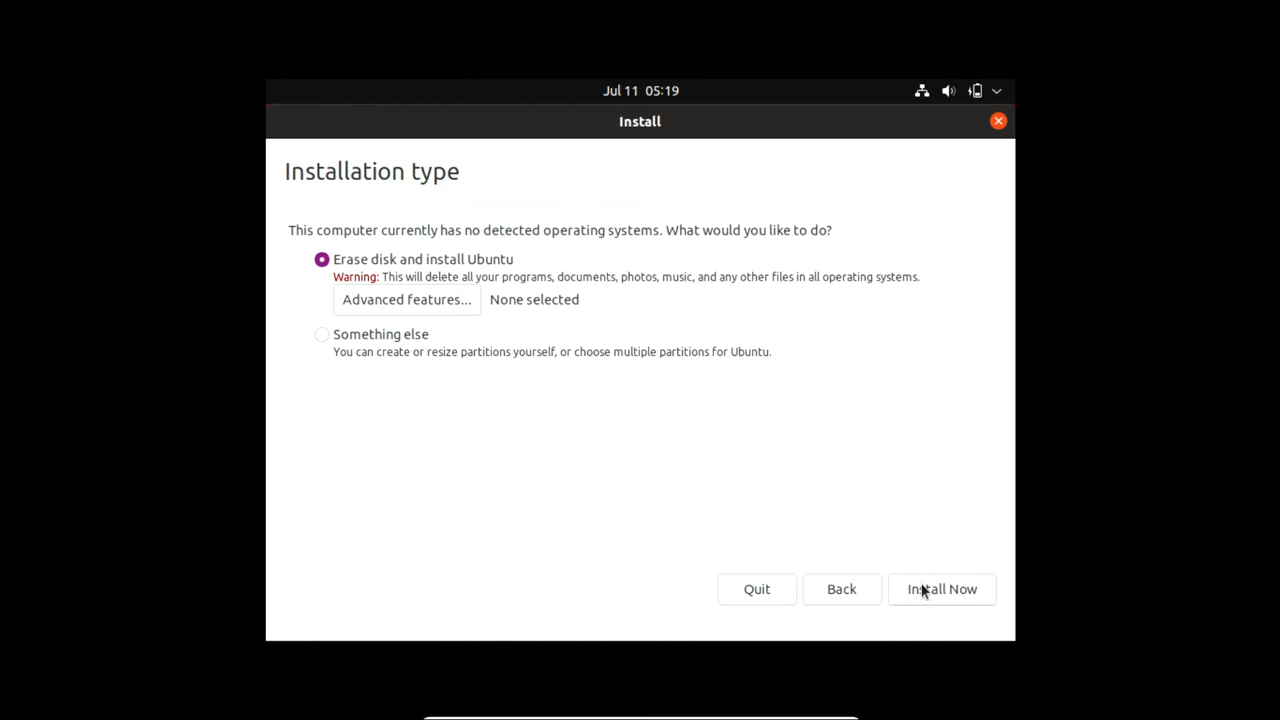 Jul 11 05:19
Install
Installation type
This computer currently has no detected operating systems. What would you like to do?
Erase disk and install Ubuntu
Warning: This will delete all your programs, documents, photos, music, and any other files in all operating systems.
Advanced features... None selected
Something else
You can create or resize partitions yourself, or choose multiple partitions for Ubuntu.
Quit Back Install Now